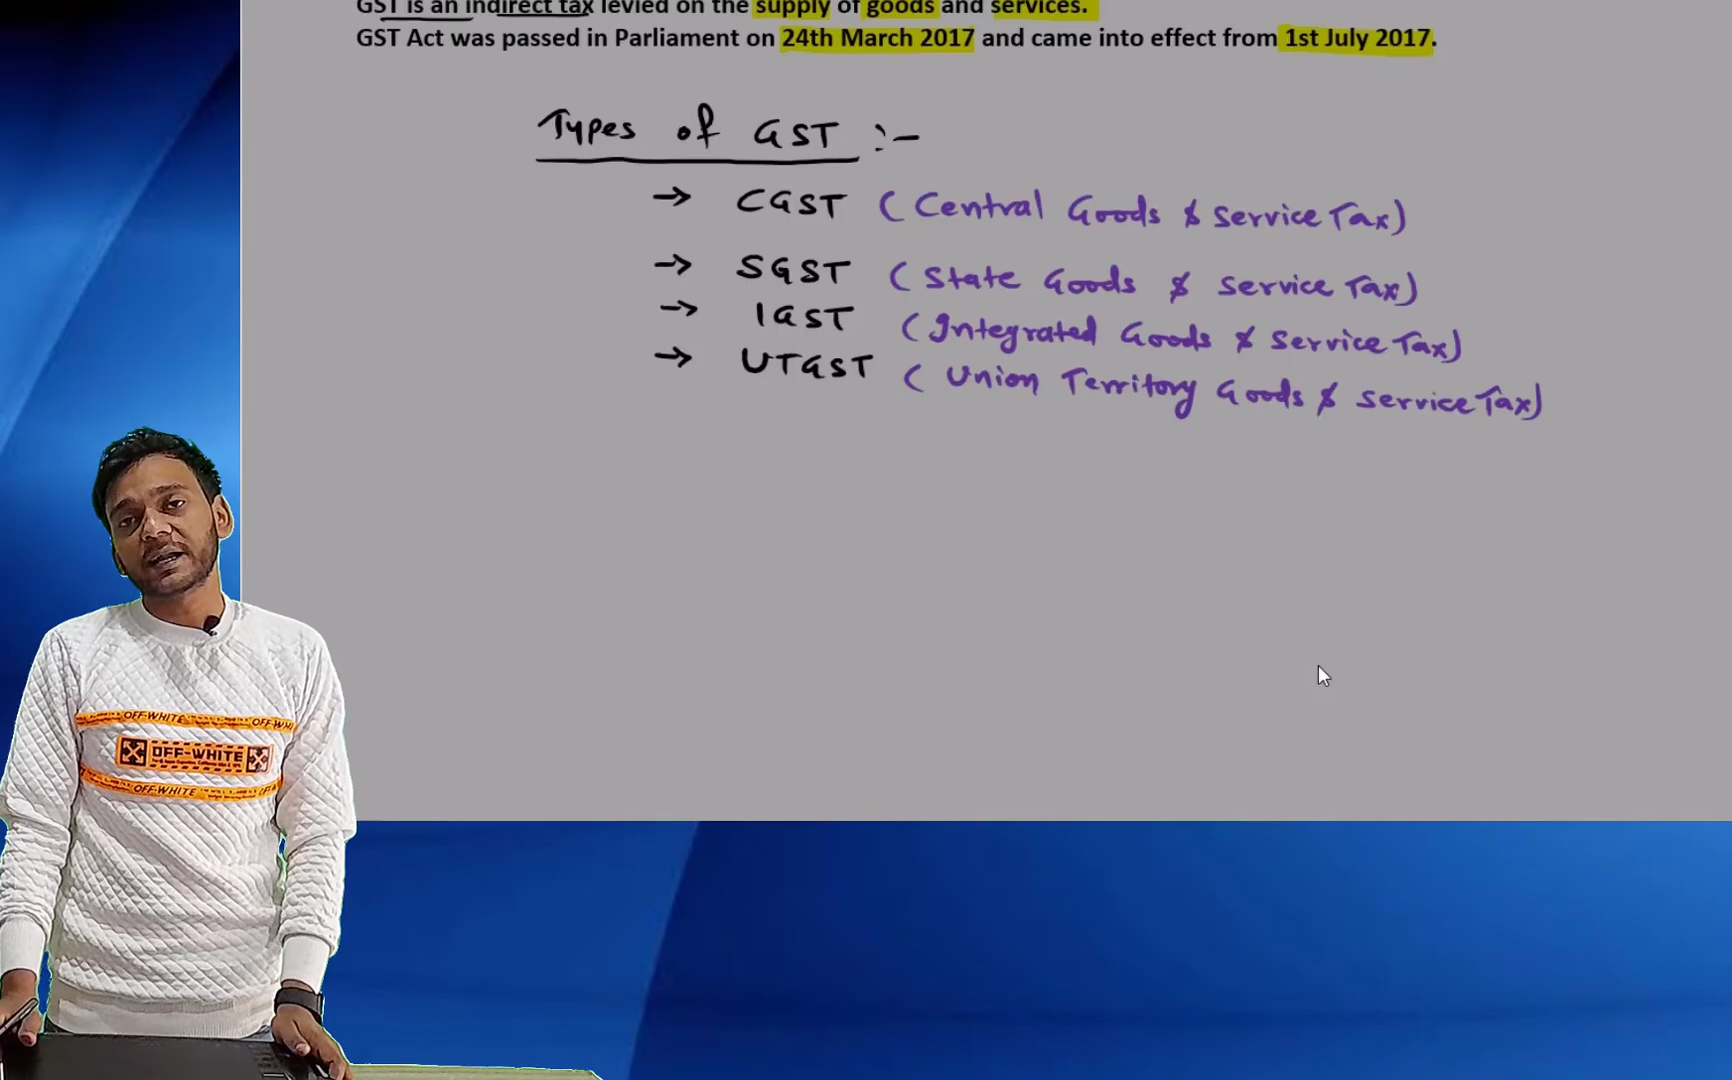 GST is an indirect tax levied on the supply of goods and services.
GST Act was passed in Parliament on 24th March 2017 and came into effect from 1st July 2017.
Types of GST :-
→ CGST (Central Goods & Service Tax)
→ SGST (State Goods & Service Tax)
→ IGST (Integrated Goods & Service Tax)
→ UTGST (Union Territory Goods & Service Tax)
OFF-WHITE OFF-WHI
OFF-WHITE
OFF-WHITE